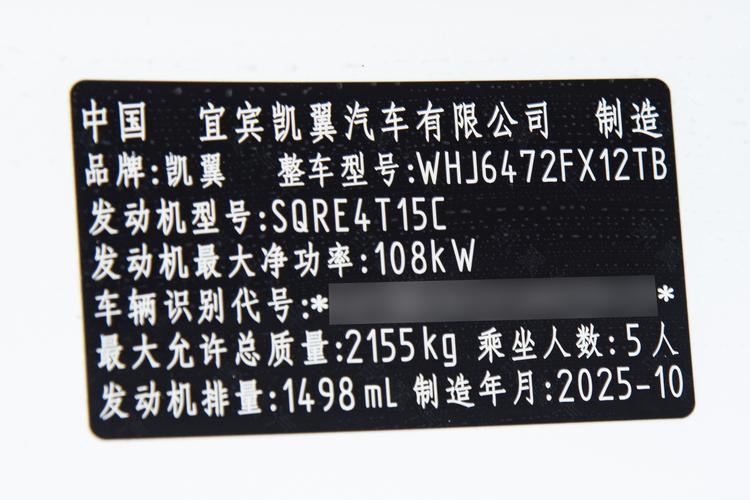 中国 宜宾凯翼汽车有限公司 制造
品牌:凯翼 整车型号:WHJ6472FX12TB
发动机型号:SQRE4T15C
发动机最大净功率:108kW
车辆识别代号:* *
最大允许总质量:2155kg 乘坐人数:5人
发动机排量:1498mL 制造年月:2025-10